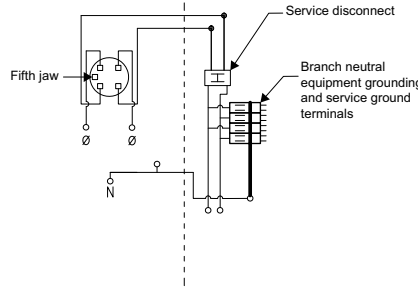 Service disconnect
Fifth jaw
Branch neutral
equipment grounding
and service ground
terminals
Ø Ø
N